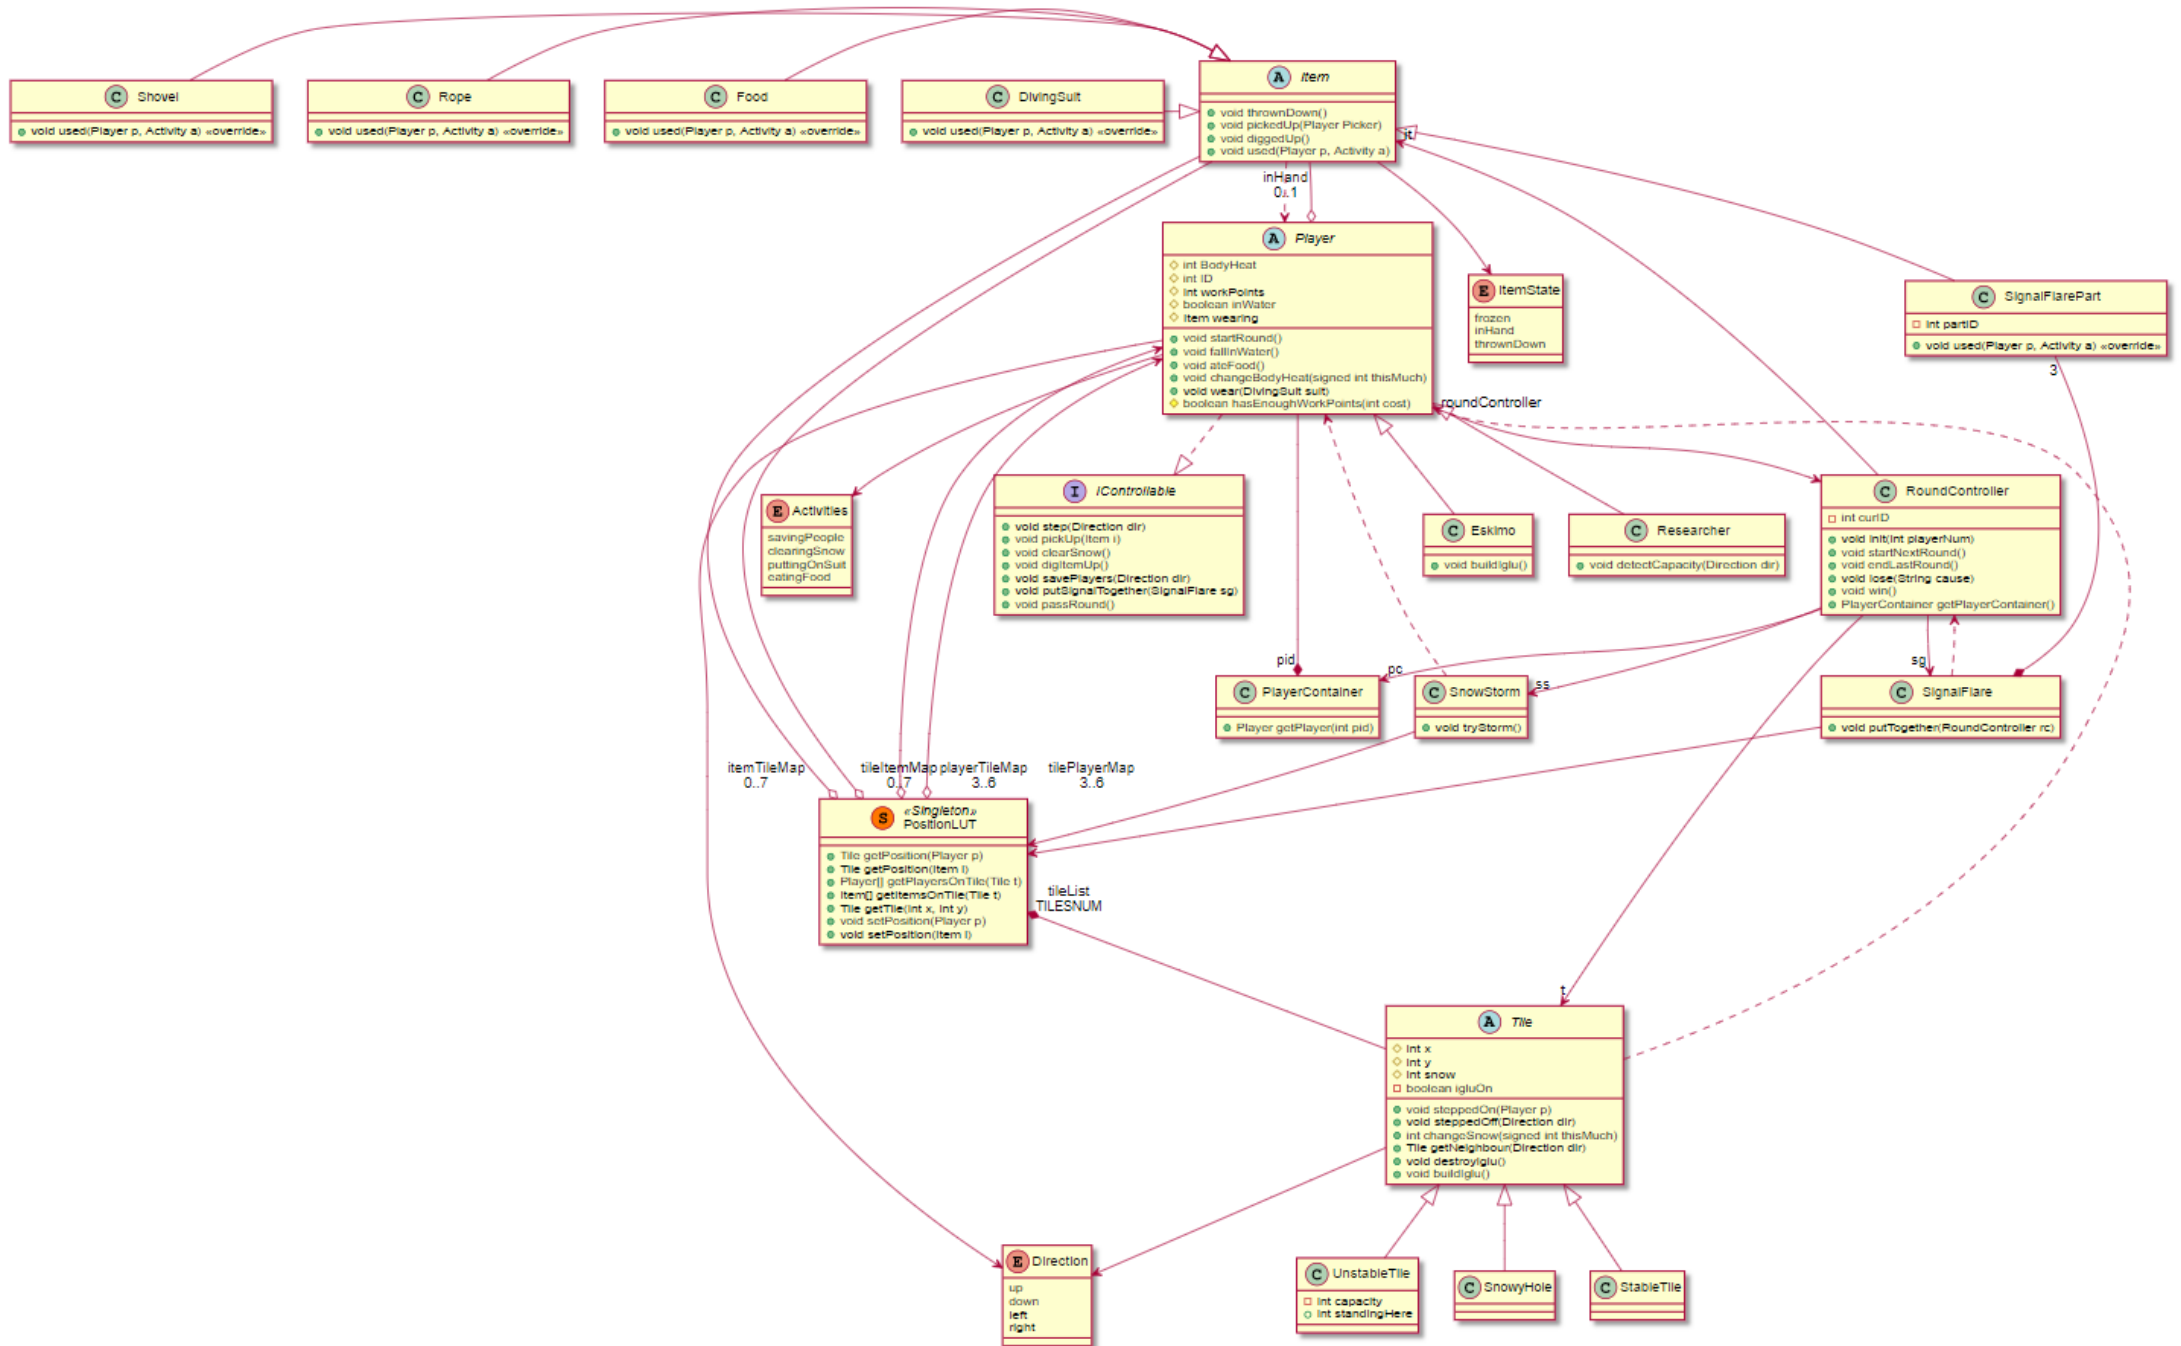 C Shovel
void used(Player p, Activity a) «override»
C Rope
void used(Player p, Activity a) «override»
C Food
void used(Player p, Activity a) «override»
C DivingSuit
void used(Player p, Activity a) «override»
A Item
void thrownDown()
void pickedUp(Player Picker)
void diggedUp()
void used(Player p, Activity a)
it
inHand
0..1
A Player
int BodyHeat
int ID
int workPoints
boolean inWater
Item wearing
void startRound()
void fallInWater()
void ateFood()
void changeBodyHeat(signed int thisMuch)
void wear(DivingSuit suit)
boolean hasEnoughWorkPoints(int cost)
E ItemState
frozen
inHand
thrownDown
C SignalFlarePart
int partID
void used(Player p, Activity a) «override»
3
roundController
E Activities
savingPeople
clearingSnow
puttingOnSuit
eatingFood
I IControllable
void step(Direction dir)
void pickUp(Item i)
void clearSnow()
void digItemUp()
void savePlayers(Direction dir)
void putSignalTogether(SignalFlare sg)
void passRound()
C Eskimo
void buildIglu()
C Researcher
void detectCapacity(Direction dir)
C RoundController
int curID
void init(int playerNum)
void startNextRound()
void endLastRound()
void lose(String cause)
void win()
PlayerContainer getPlayerContainer()
pid
pc
ss
sg
C PlayerContainer
Player getPlayer(int pid)
C SnowStorm
void tryStorm()
C SignalFlare
void putTogether(RoundController rc)
itemTileMap
0..7
tileItemMap
0..7
playerTileMap
3..6
tilePlayerMap
3..6
S «Singleton»
PositionLUT
Tile getPosition(Player p)
Tile getPosition(Item i)
Player[] getPlayersOnTile(Tile t)
Item[] getItemsOnTile(Tile t)
Tile getTile(int x, int y)
void setPosition(Player p)
void setPosition(Item i)
tileList
TILESNUM
t
A Tile
int x
int y
int snow
boolean igluOn
void steppedOn(Player p)
void steppedOff(Direction dir)
int changeSnow(signed int thisMuch)
Tile getNeighbour(Direction dir)
void destroyIglu()
void buildIglu()
E Direction
up
down
left
right
C UnstableTile
int capacity
int standingHere
C SnowyHole
C StableTile